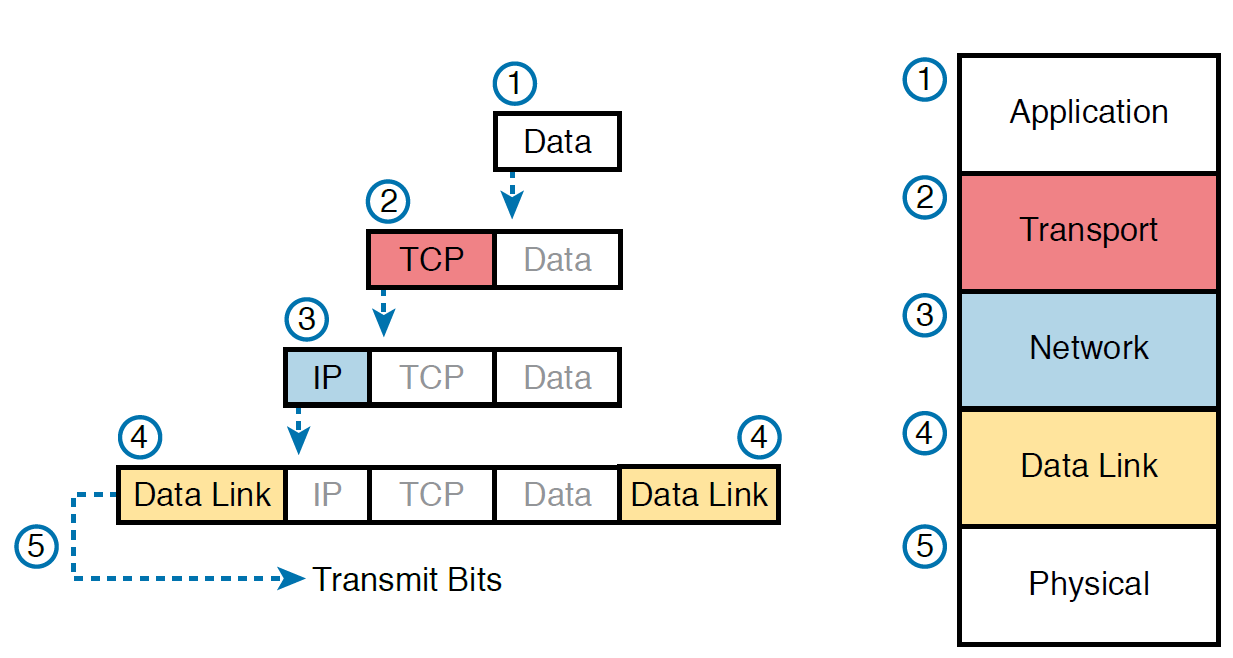 1
Data
2
TCP Data
3
IP TCP Data
4 4
Data Link IP TCP Data Data Link
5
Transmit Bits
1
Application
2
Transport
3
Network
4
Data Link
5
Physical